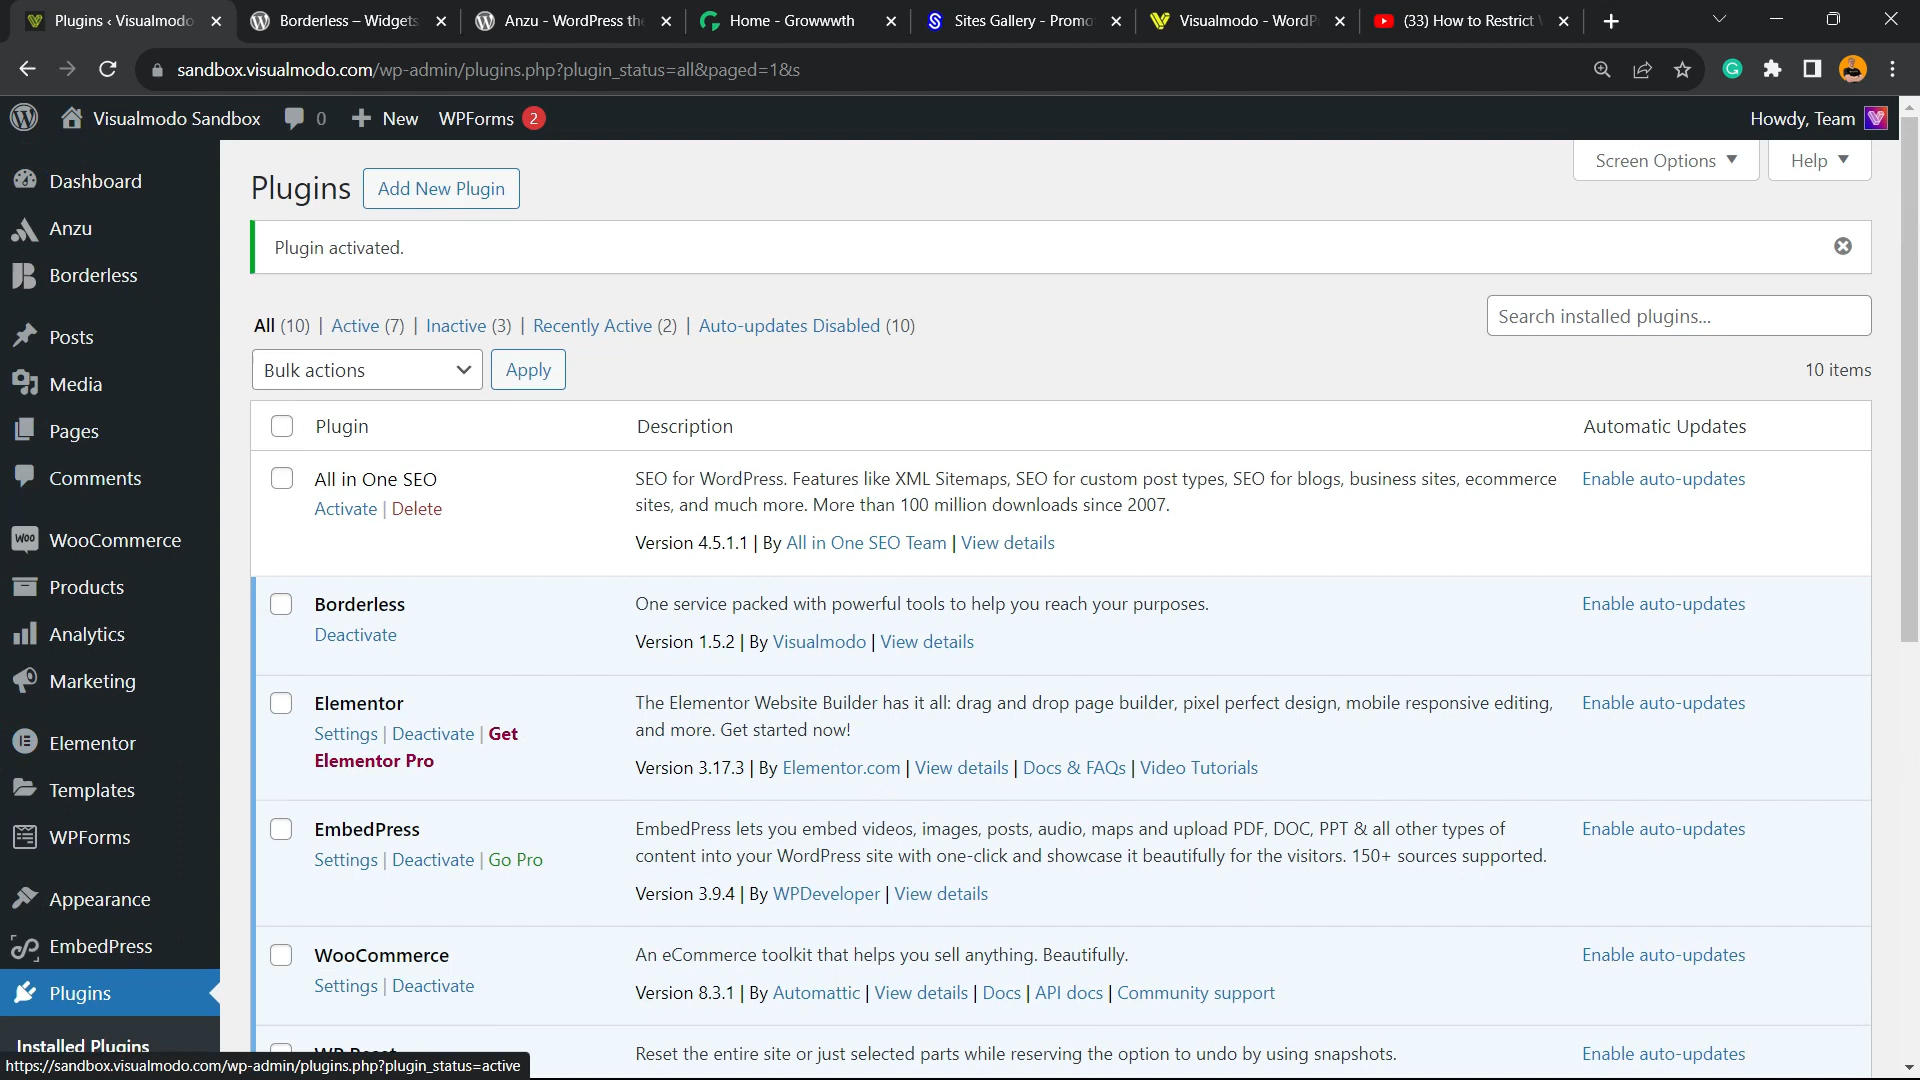 Plugins ‹ Visualmodo
Borderless – Widgets
Anzu - WordPress the
Home - Growwwth
Sites Gallery - Promo
Visualmodo - WordP
(33) How to Restrict
sandbox.visualmodo.com/wp-admin/plugins.php?plugin_status=all&paged=1&s
Visualmodo Sandbox
0
New
WPForms 2
Howdy, Team
Dashboard
Anzu
Borderless
Posts
Media
Pages
Comments
WooCommerce
Products
Analytics
Marketing
Elementor
Templates
WPForms
Appearance
EmbedPress
Plugins
Installed Plugins
https://sandbox.visualmodo.com/wp-admin/plugins.php?plugin_status=active
Screen Options
Help
Plugins
Add New Plugin
Plugin activated.
All (10) | Active (7) | Inactive (3) | Recently Active (2) | Auto-updates Disabled (10)
Search installed plugins...
Bulk actions
Apply
10 items
Plugin
Description
Automatic Updates
All in One SEO
Activate | Delete
SEO for WordPress. Features like XML Sitemaps, SEO for custom post types, SEO for blogs, business sites, ecommerce
sites, and much more. More than 100 million downloads since 2007.
Version 4.5.1.1 | By All in One SEO Team | View details
Enable auto-updates
Borderless
Deactivate
One service packed with powerful tools to help you reach your purposes.
Version 1.5.2 | By Visualmodo | View details
Enable auto-updates
Elementor
Settings | Deactivate | Get
Elementor Pro
The Elementor Website Builder has it all: drag and drop page builder, pixel perfect design, mobile responsive editing,
and more. Get started now!
Version 3.17.3 | By Elementor.com | View details | Docs & FAQs | Video Tutorials
Enable auto-updates
EmbedPress
Settings | Deactivate | Go Pro
EmbedPress lets you embed videos, images, posts, audio, maps and upload PDF, DOC, PPT & all other types of
content into your WordPress site with one-click and showcase it beautifully for the visitors. 150+ sources supported.
Version 3.9.4 | By WPDeveloper | View details
Enable auto-updates
WooCommerce
Settings | Deactivate
An eCommerce toolkit that helps you sell anything. Beautifully.
Version 8.3.1 | By Automattic | View details | Docs | API docs | Community support
Enable auto-updates
Reset the entire site or just selected parts while reserving the option to undo by using snapshots.
Enable auto-updates